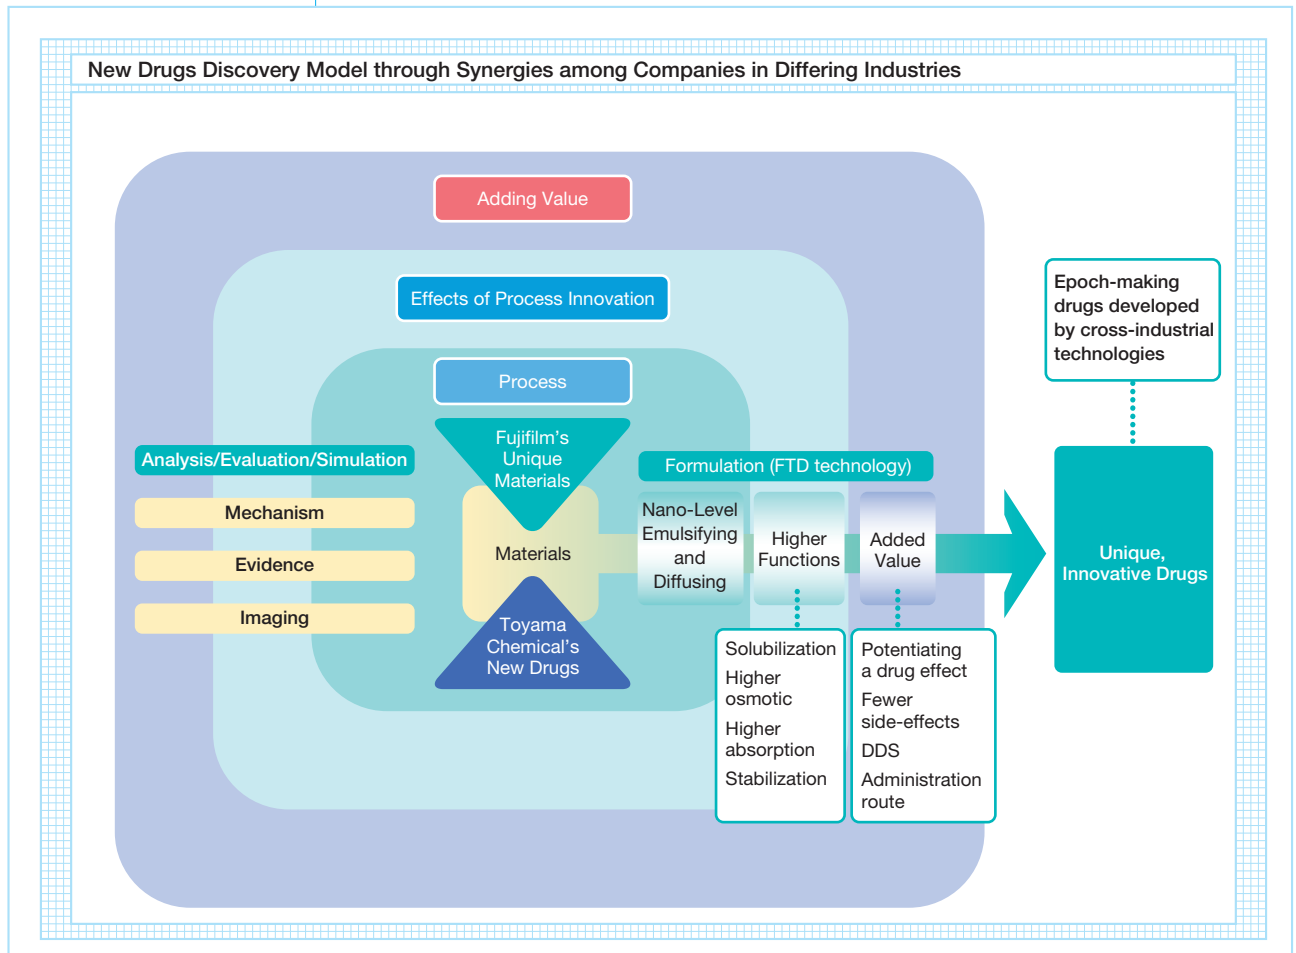 New Drugs Discovery Model through Synergies among Companies in Differing Industries
Adding Value
Effects of Process Innovation
Process
Fujifilm's
Unique
Materials
Materials
Toyama
Chemical's
New Drugs
Analysis/Evaluation/Simulation
Mechanism
Evidence
Imaging
Formulation (FTD technology)
Nano-Level
Emulsifying
and
Diffusing
Higher
Functions
Added
Value
Solubilization
Higher
osmotic
Higher
absorption
Stabilization
Potentiating
a drug effect
Fewer
side-effects
DDS
Administration
route
Epoch-making
drugs developed
by cross-industrial
technologies
Unique,
Innovative Drugs